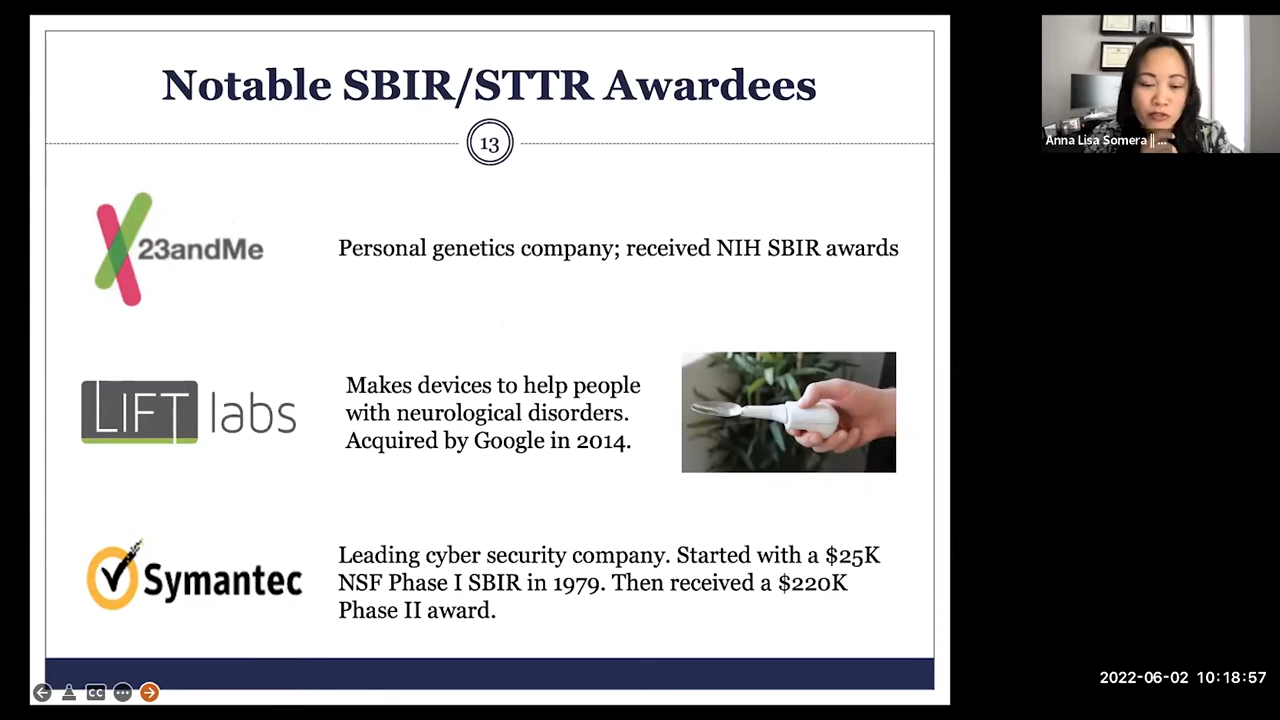 Notable SBIR/STTR Awardees
13
23andMe
Personal genetics company; received NIH SBIR awards
LIFT labs
Makes devices to help people
with neurological disorders.
Acquired by Google in 2014.
Symantec
Leading cyber security company. Started with a $25K
NSF Phase I SBIR in 1979. Then received a $220K
Phase II award.
CC
Anna Lisa Somera || ...
2022-06-02 10:18:57